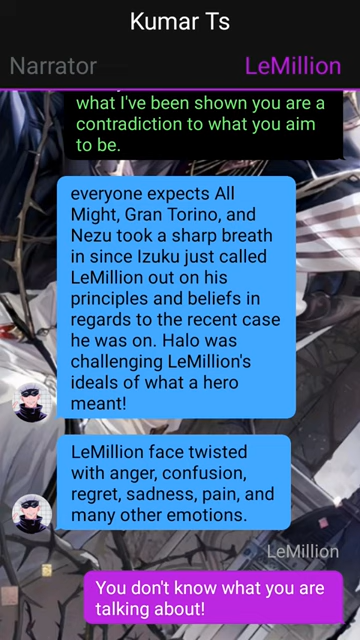 Kumar Ts
Narrator
LeMillion
what I've been shown you are a
contradiction to what you aim
to be.
everyone expects All
Might, Gran Torino, and
Nezu took a sharp breath
in since Izuku just called
LeMillion out on his
principles and beliefs in
regards to the recent case
he was on. Halo was
challenging LeMillion's
ideals of what a hero
meant!
LeMillion face twisted
with anger, confusion,
regret, sadness, pain, and
many other emotions.
LeMillion
You don't know what you are
talking about!